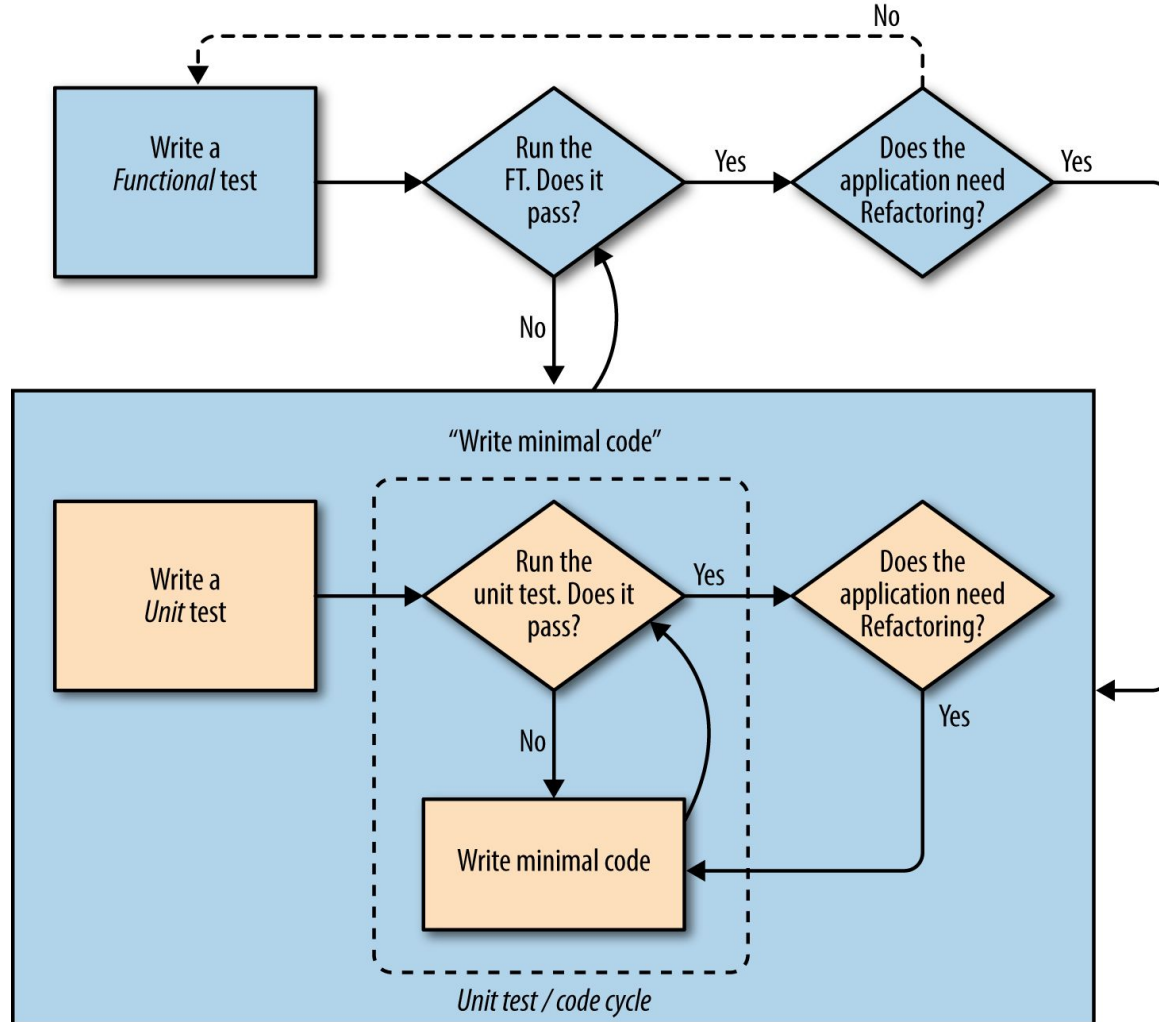 No
Write a
Functional test
Run the
FT. Does it
pass?
Yes
Does the
application need
Refactoring?
Yes
No
“Write minimal code”
Write a
Unit test
Run the
unit test. Does it
pass?
Yes
Does the
application need
Refactoring?
No
Yes
Write minimal code
Unit test / code cycle